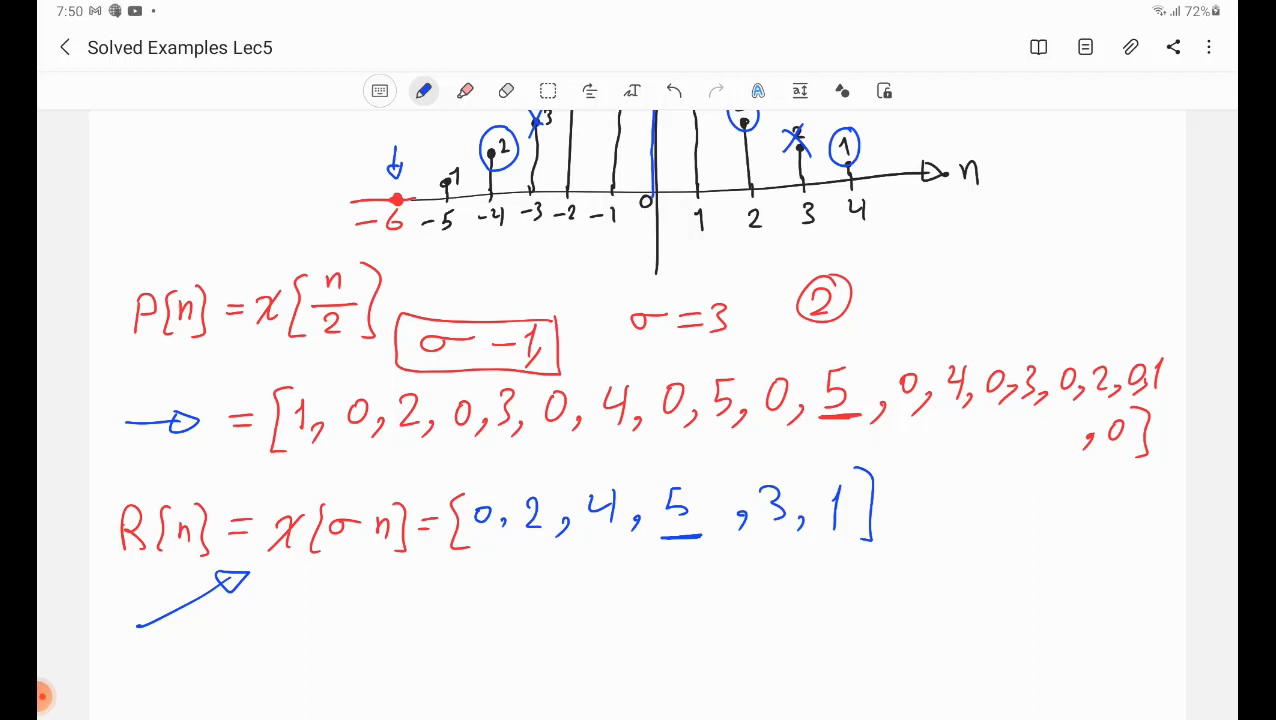 7:50 72%
Solved Examples Lec5
1 2 3 2 1 n
-6 -5 -4 -3 -2 -1 0 1 2 3 4
P[n] = x[n/2] σ -1, σ = 3 2
= [1, 0, 2, 0, 3, 0, 4, 0, 5, 0, 5, 0, 4, 0, 3, 0, 2, 0, 1
, 0]
R[n] = x[σ n] = [0, 2, 4, 5, 3, 1]